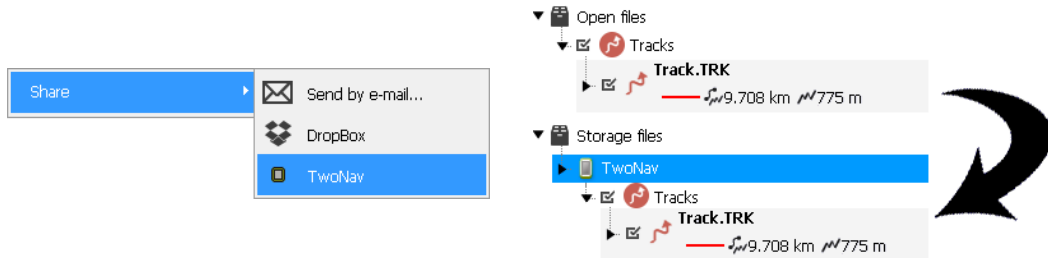 Share
Send by e-mail...
DropBox
TwoNav
Open files
Tracks
Track.TRK
9.708 km 775 m
Storage files
TwoNav
Tracks
Track.TRK
9.708 km 775 m